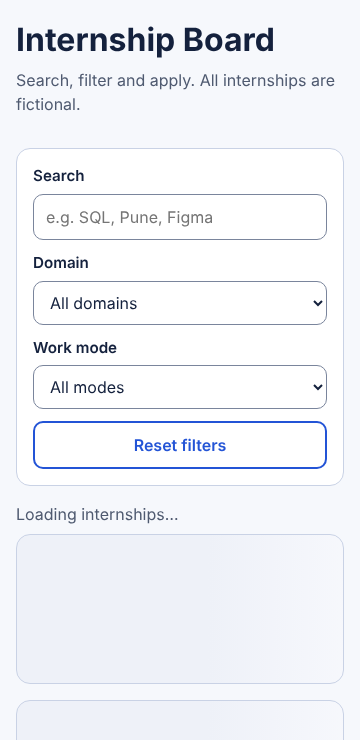 Internship Board
Search, filter and apply. All internships are
fictional.
Search
e.g. SQL, Pune, Figma
Domain
All domains
Work mode
All modes
Reset filters
Loading internships...